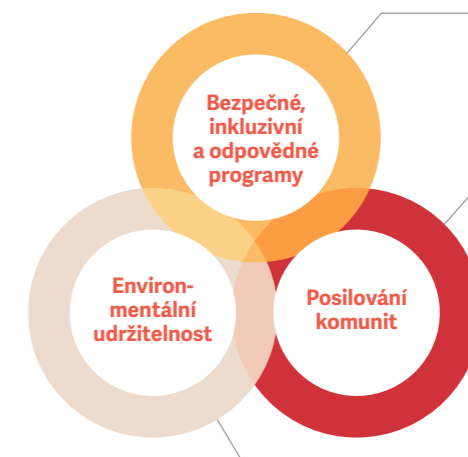 Bezpečné,
inkluzivní
a odpovědné
programy
Environ-
mentální
udržitelnost
Posilování
komunit